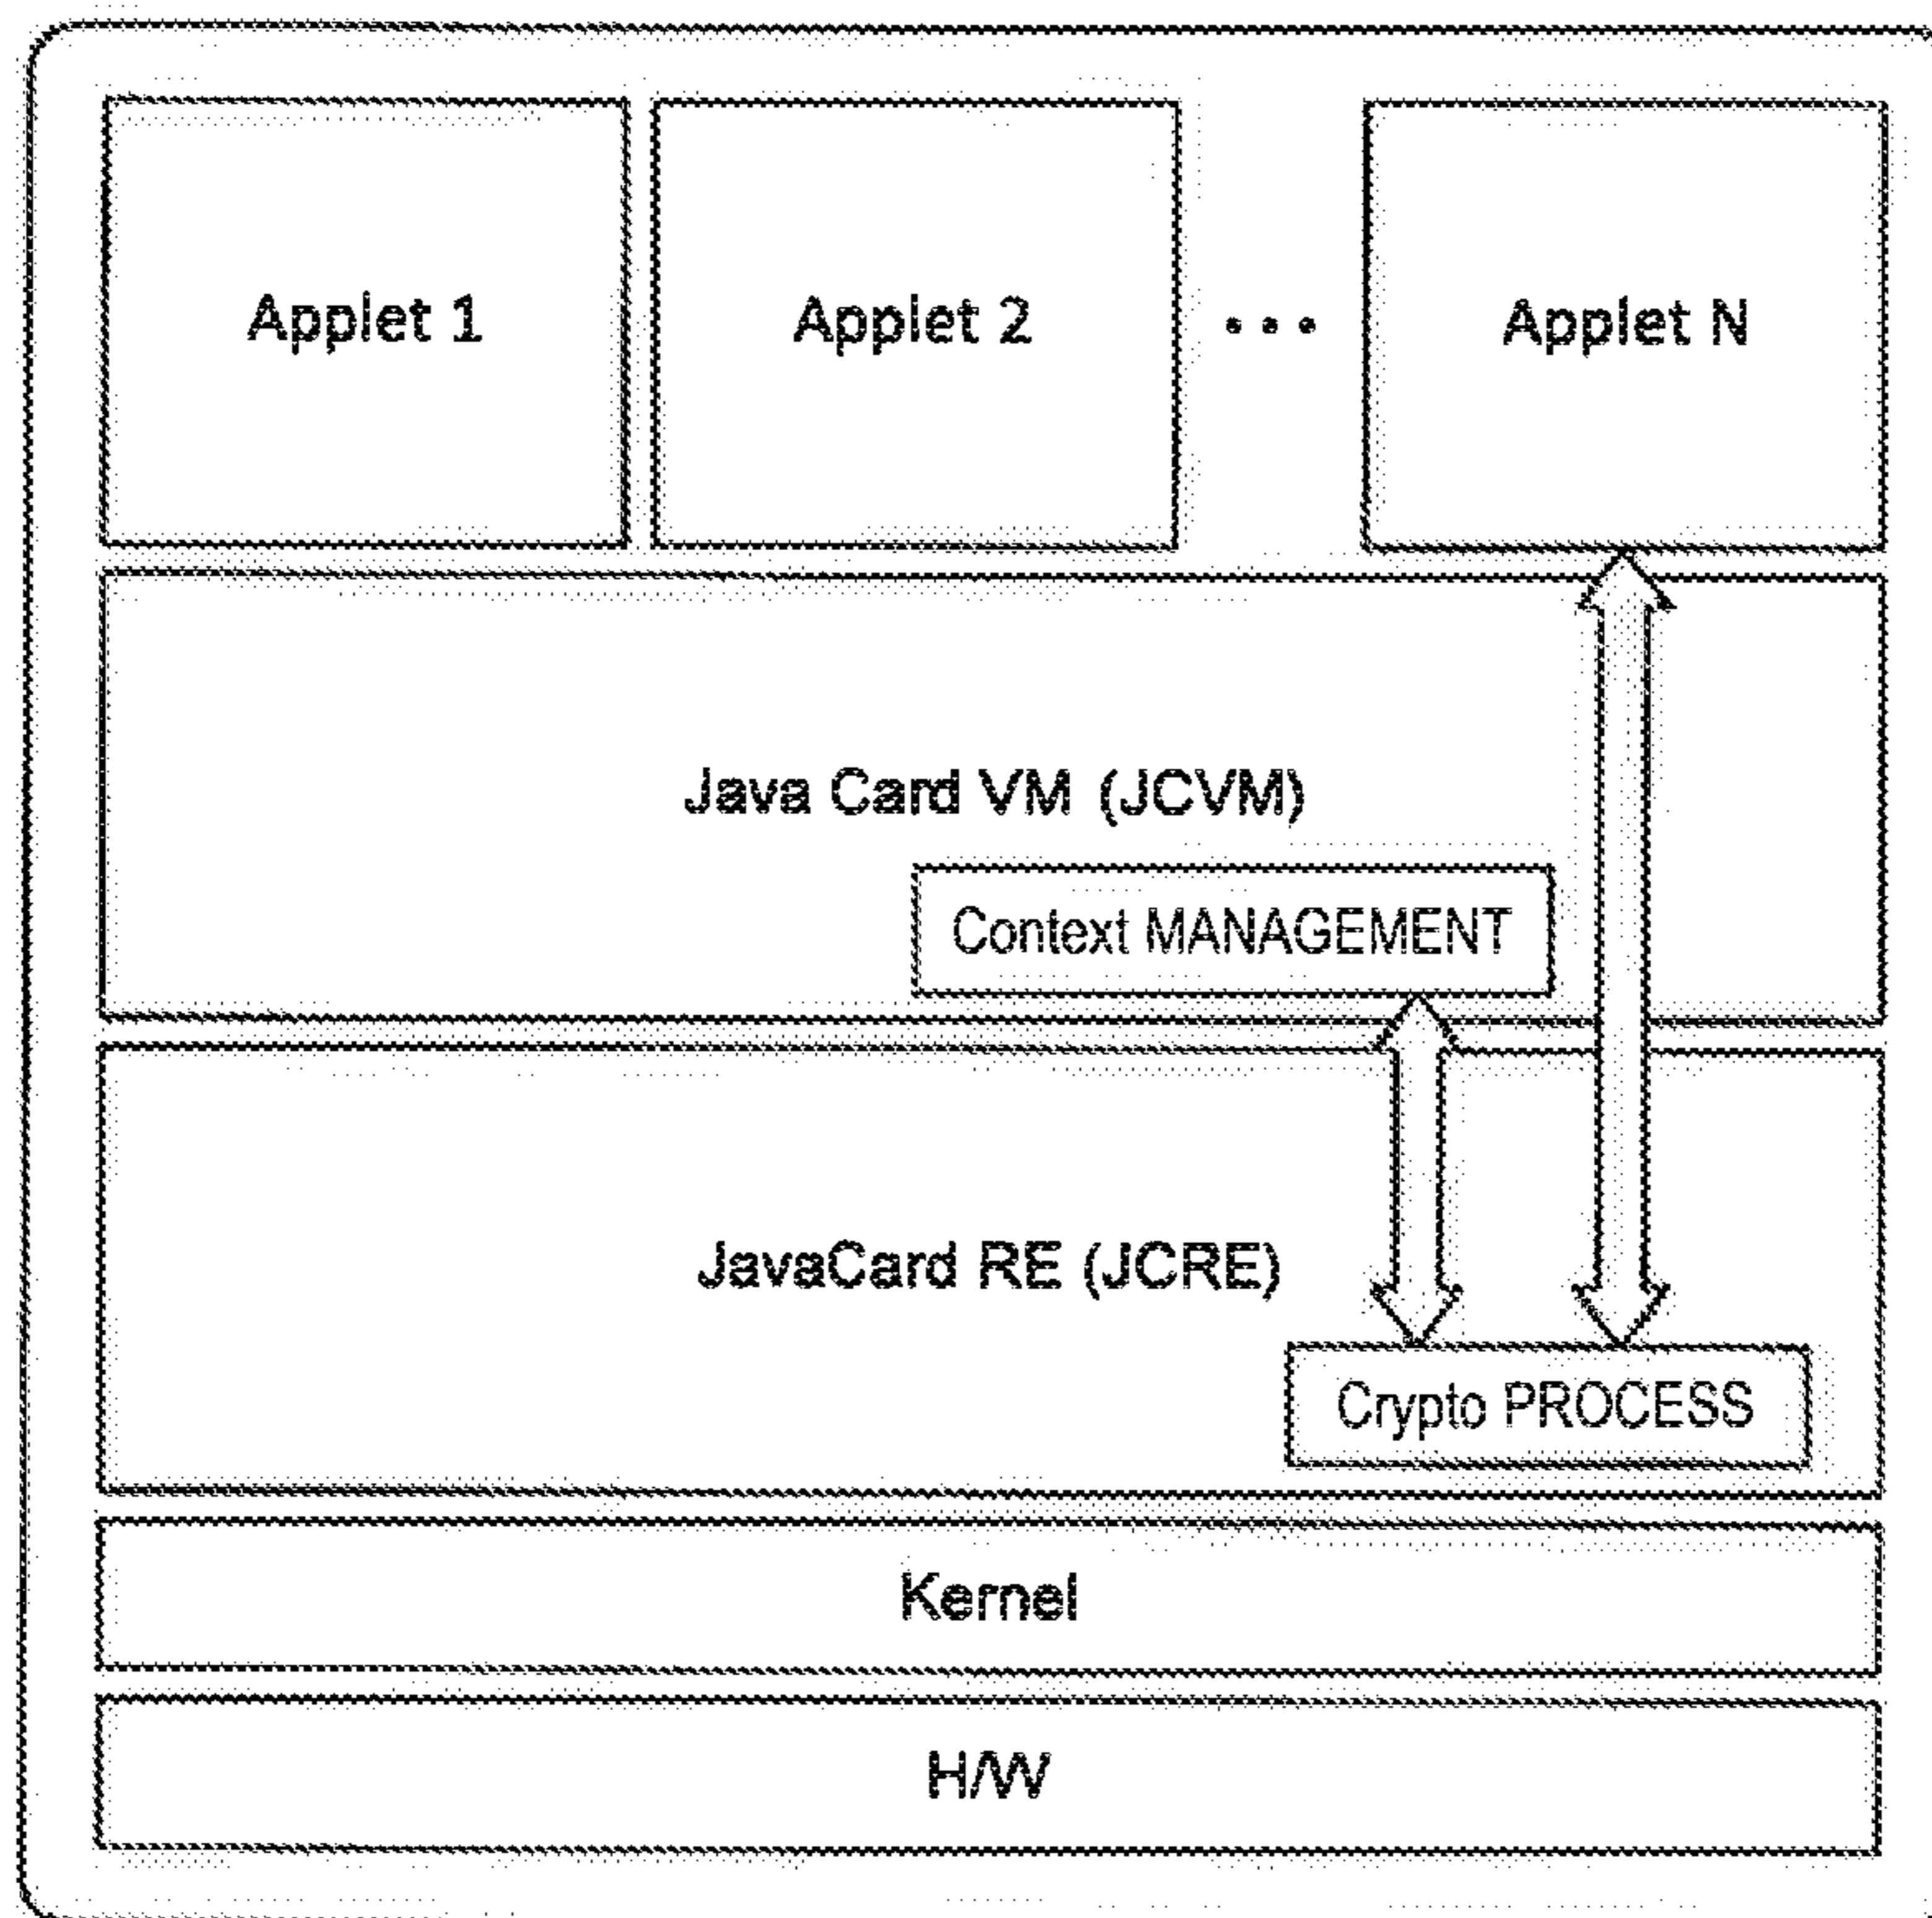 Applet 1 Applet 2 ... Applet N
Java Card VM (JCVM)
Context MANAGEMENT
JavaCard RE (JCRE)
Crypto PROCESS
Kernel
H/W